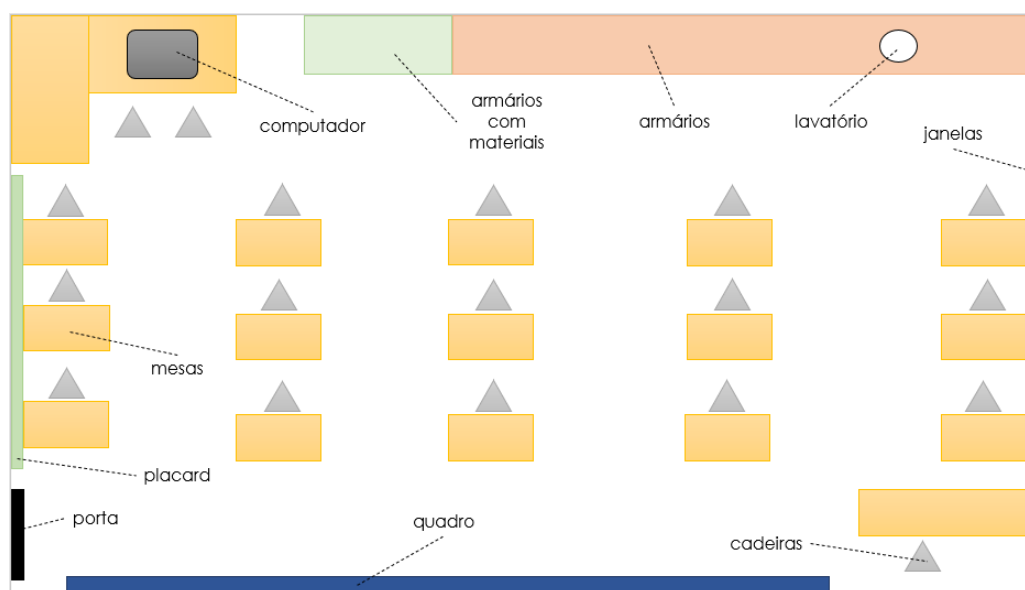 computador
armários
com
materiais
armários
lavatório
janelas
mesas
placard
porta
quadro
cadeiras